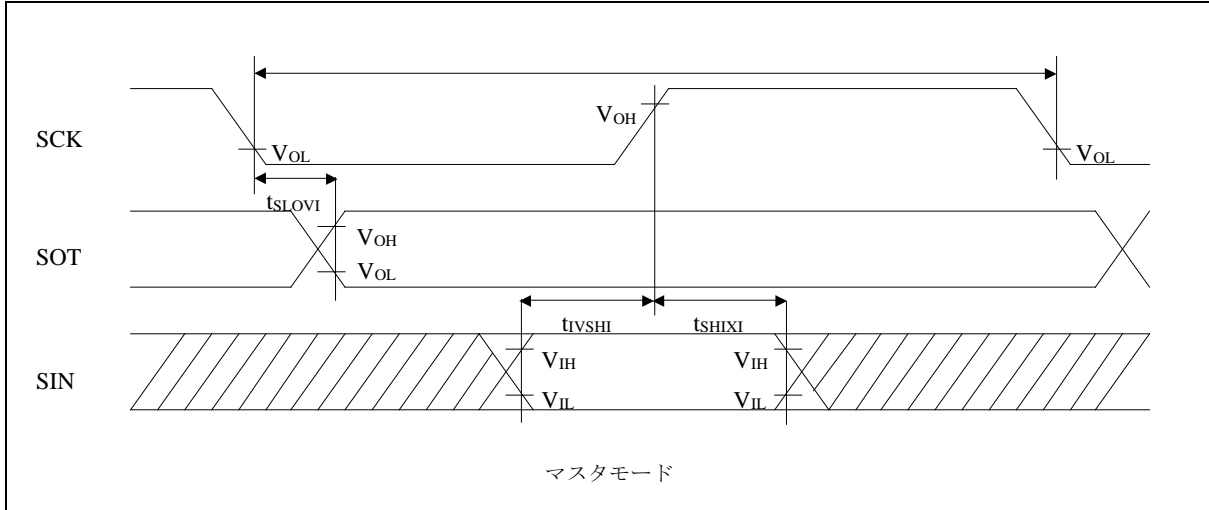 SCK
VOH
VOL
VOL
tSLOVI
SOT
VOH
VOL
tIVSHI
tSHIXI
SIN
VIH
VIH
VIL
VIL
マスタモード